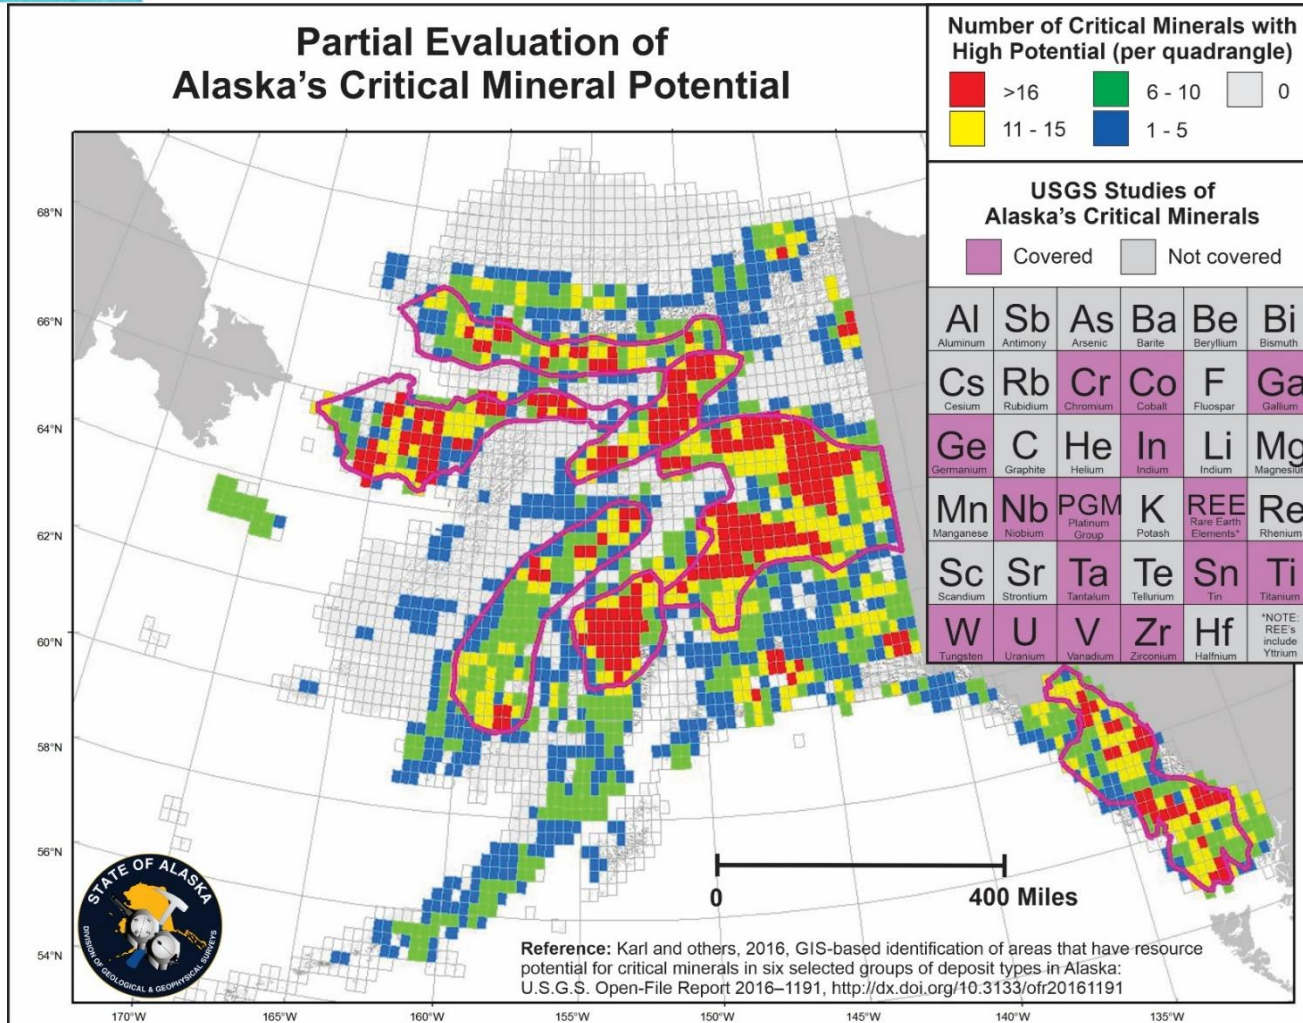 Partial Evaluation of
Alaska's Critical Mineral Potential
Number of Critical Minerals with
High Potential (per quadrangle)
>16
6 - 10
0
11 - 15
1 - 5
USGS Studies of
Alaska's Critical Minerals
Covered
Not covered
Al Sb As Ba Be Bi
Aluminum Antimony Arsenic Barite Beryllium Bismuth
Cs Rb Cr Co F Ga
Cesium Rubidium Chromium Cobalt Fluospar Gallium
Ge C He In Li Mg
Germanium Graphite Helium Indium Indium Magnesium
Mn Nb PGM K REE Re
Manganese Niobium Platinum Group Potash Rare Earth Elements* Rhenium
Sc Sr Ta Te Sn Ti
Scandium Strontium Tantalum Tellurium Tin Titanium
W U V Zr Hf
Tungsten Uranium Vanadium Zirconium Halfnium
*NOTE:
REE's
include
Yttrium
68°N
66°N
64°N
62°N
60°N
58°N
56°N
54°N
170°W
165°W
160°W
155°W
150°W
145°W
140°W
135°W
0
400 Miles
STATE OF ALASKA
DIVISION OF GEOLOGICAL & GEOPHYSICAL SURVEYS
Reference: Karl and others, 2016, GIS-based identification of areas that have resource
potential for critical minerals in six selected groups of deposit types in Alaska:
U.S.G.S. Open-File Report 2016–1191, http://dx.doi.org/10.3133/ofr20161191